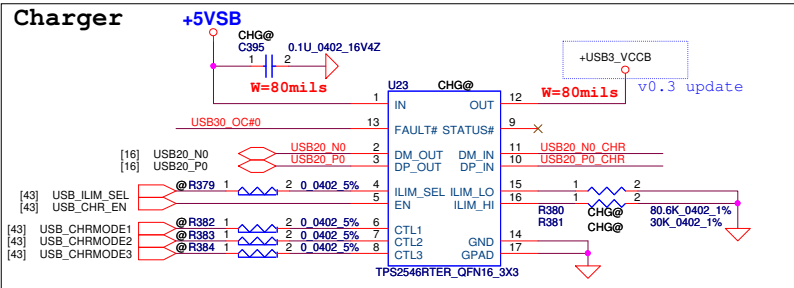 Charger
+5VSB
CHG@
C395 0.1U_0402_16V4Z
1 2
W=80mils
+USB3_VCCB
v0.3 update
W=80mils
U23 CHG@
1 IN OUT 12
USB30_OC#0 13 FAULT# STATUS# 9
[16] USB20_N0 USB20_N0 2 DM_OUT DM_IN 11 USB20_N0_CHR
[16] USB20_P0 USB20_P0 3 DP_OUT DP_IN 10 USB20_P0_CHR
[43] USB_ILIM_SEL @R379 1 2 0_0402_5% 4 ILIM_SEL ILIM_LO 15 1 2
[43] USB_CHR_EN 5 EN ILIM_HI 16 1 2
R380 CHG@ 80.6K_0402_1%
R381 CHG@ 30K_0402_1%
[43] USB_CHRMODE1 @R382 1 2 0_0402_5% 6 CTL1
[43] USB_CHRMODE2 @R383 1 2 0_0402_5% 7 CTL2 GND 14
[43] USB_CHRMODE3 @R384 1 2 0_0402_5% 8 CTL3 GPAD 17
TPS2546RTER_QFN16_3X3